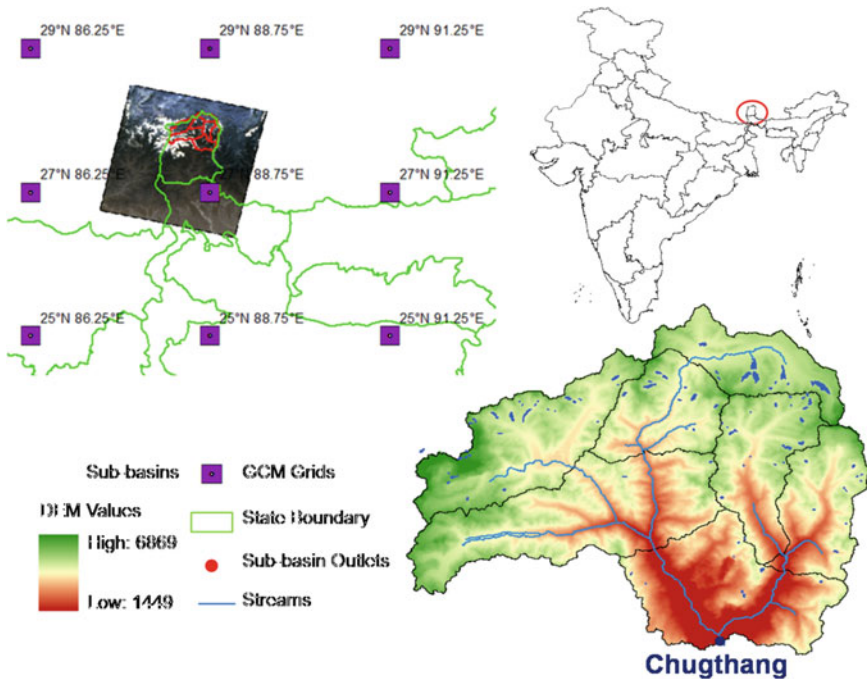 29°N 86.25°E 29°N 88.75°E 29°N 91.25°E
27°N 86.25°E 27°N 88.75°E 27°N 91.25°E
25°N 86.25°E 25°N 88.75°E 25°N 91.25°E
Sub-basins GCM Grids
DEM Values State Boundary
High: 6869 Sub-basin Outlets
Low: 1449 Streams
Chugthang